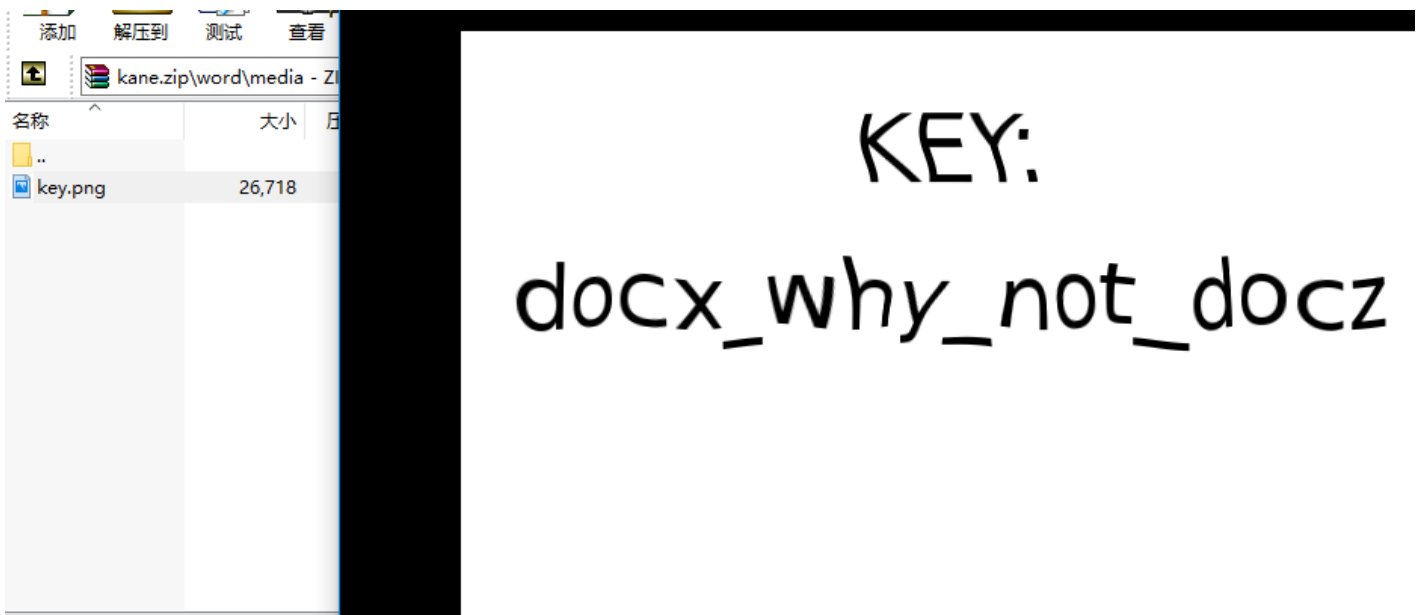 添加 解压到 测试 查看
kane.zip\word\media - ZI
名称 大小
..
key.png 26,718
KEY:
docx_why_not_docz